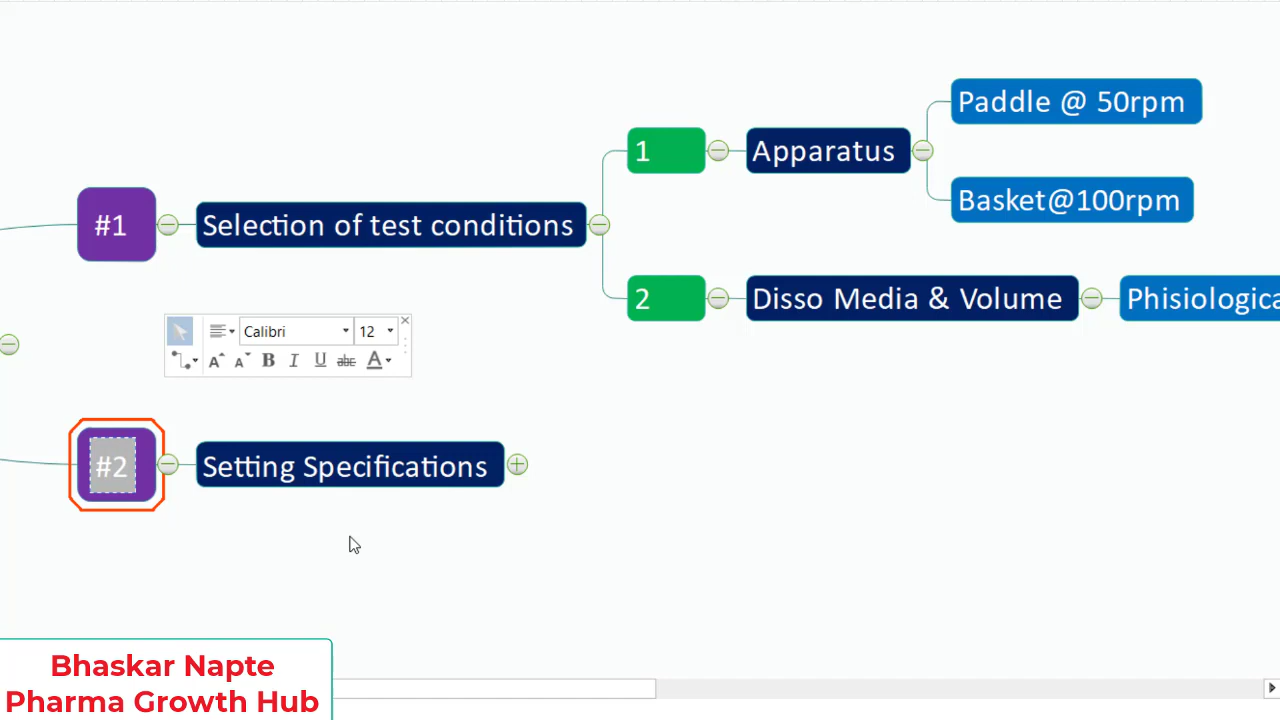 Paddle @ 50rpm
1
Apparatus
Basket@100rpm
#1
Selection of test conditions
2
Disso Media & Volume
Phisiologica
Calibri
12
B I U abc A
#2
Setting Specifications
Bhaskar Napte
Pharma Growth Hub